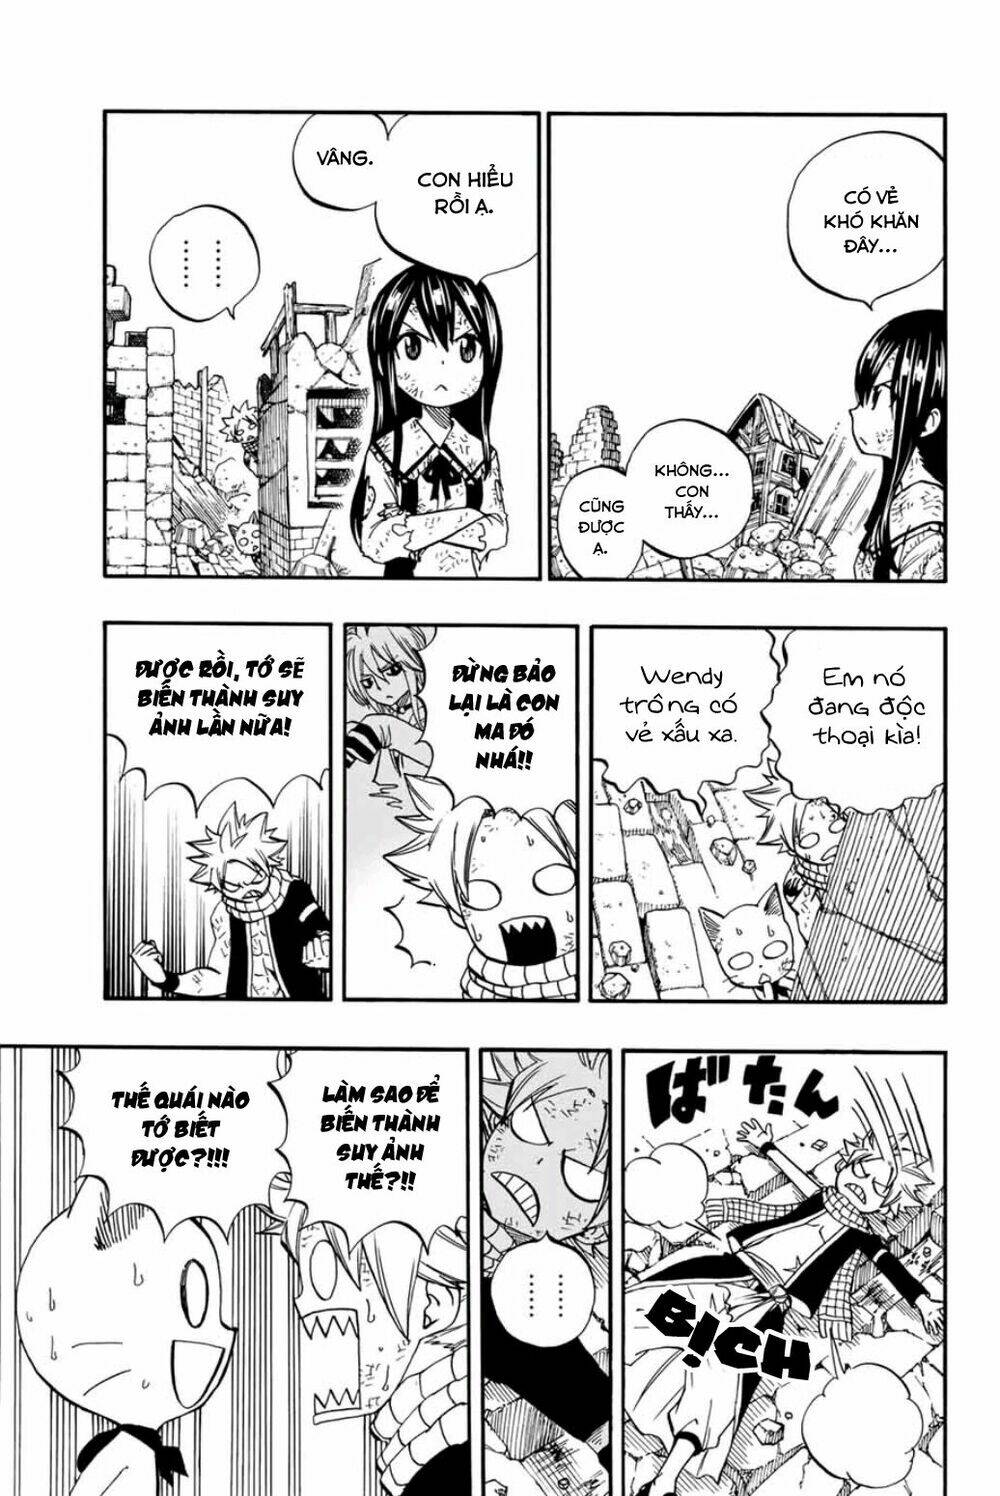 CÓ VẺ
KHÓ KHĂN
ĐÂY...
KHÔNG...
CON
THẤY...
CŨNG
ĐƯỢC
Ạ.
VÂNG.
CON HIỂU
RỒI Ạ.
......
......
Em nó
đang độc
thoại kìa!
Wendy
trông có
vẻ xấu xa.
ĐỪNG BẢO
LẠI LÀ CON
MA ĐÓ
NHÁ!!
ĐƯỢC RỒI, TỚ SẼ
BIẾN THÀNH SUY
ẢNH LẦN NỮA!
ばたん
BỊCH
......
......
LÀM SAO ĐỂ
BIẾN THÀNH
SUY ẢNH
THẾ?!!
THẾ QUÁI NÀO
TỚ BIẾT
ĐƯỢC?!!!